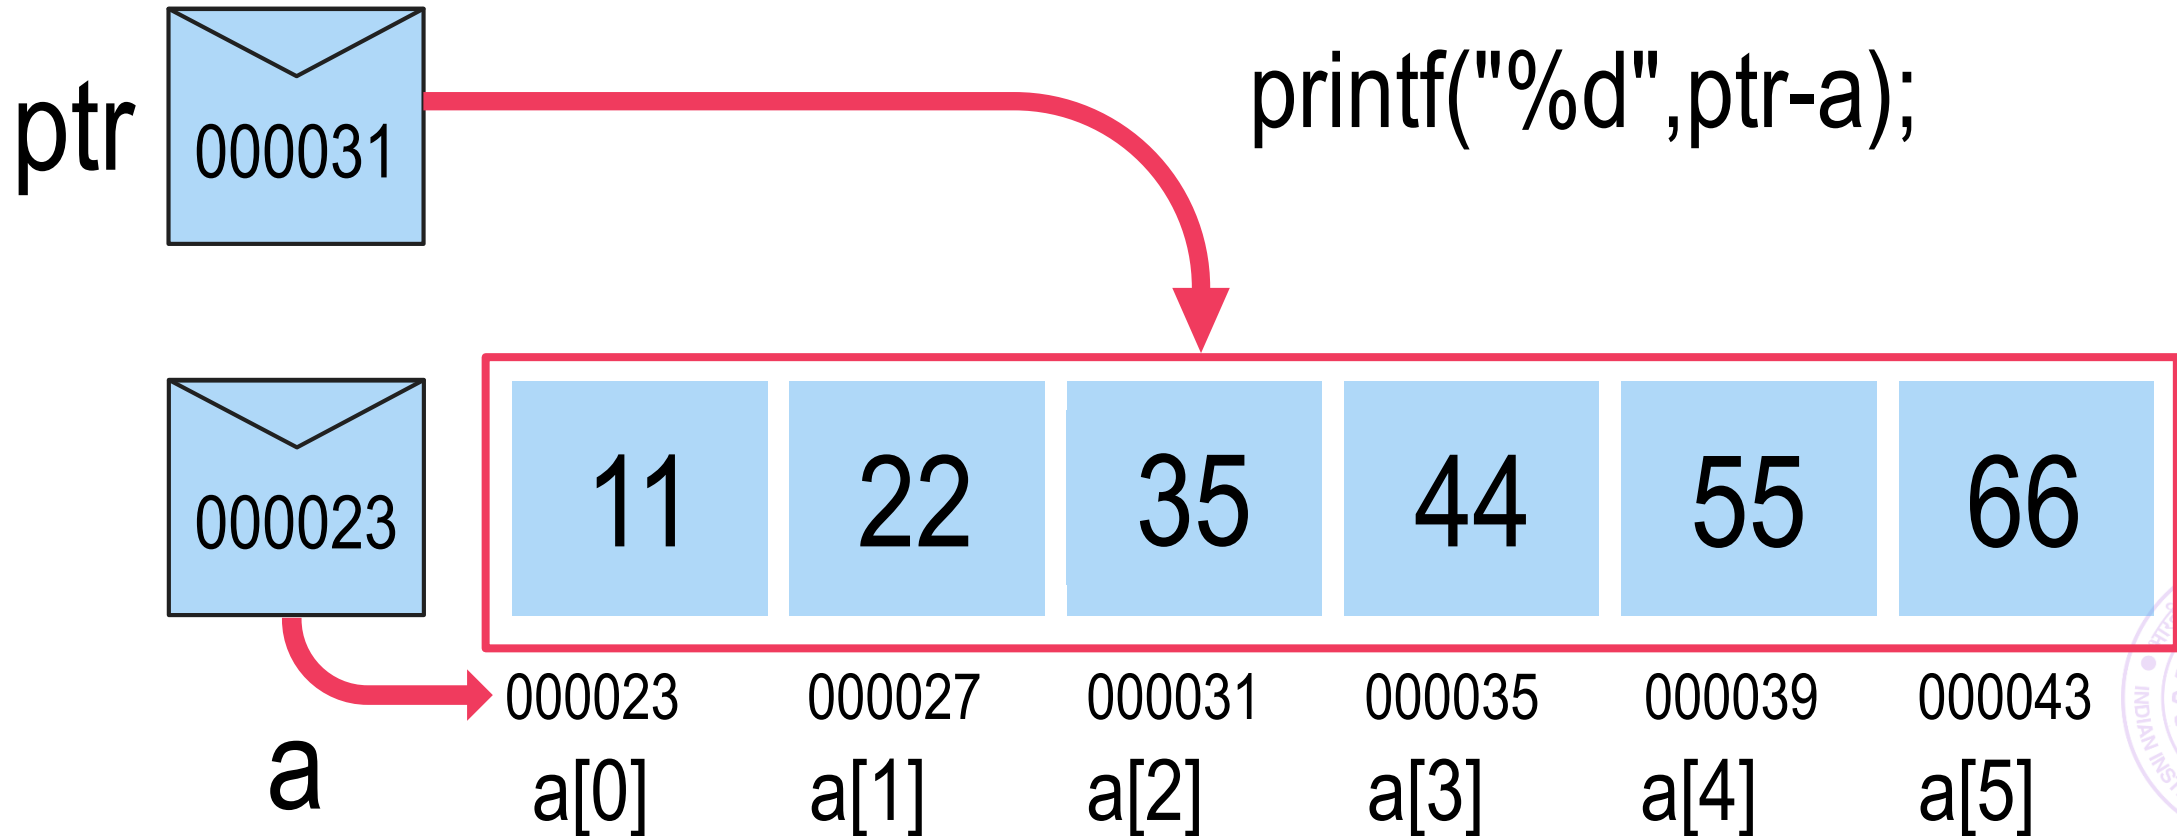 ptr
000031
printf("%d",ptr-a);
000023
11 22 35 44 55 66
000023 000027 000031 000035 000039 000043
a
a[0] a[1] a[2] a[3] a[4] a[5]
INDIAN